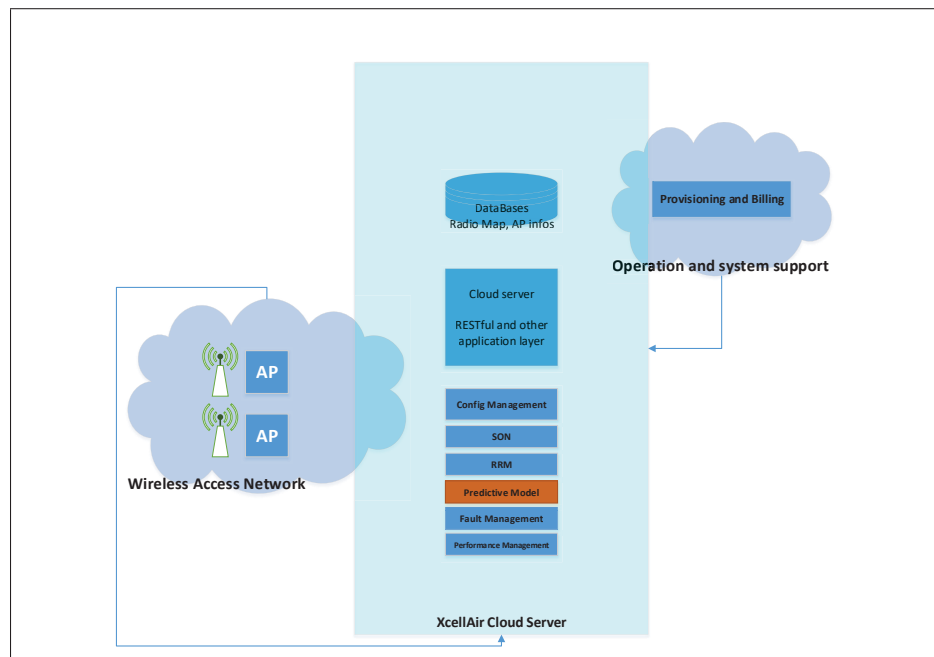 DataBases
Radio Map, AP infos
Provisioning and Billing
Operation and system support
Cloud server
RESTful and other
application layer
AP
AP
Wireless Access Network
Config Management
SON
RRM
Predictive Model
Fault Management
Performance Management
XcellAir Cloud Server